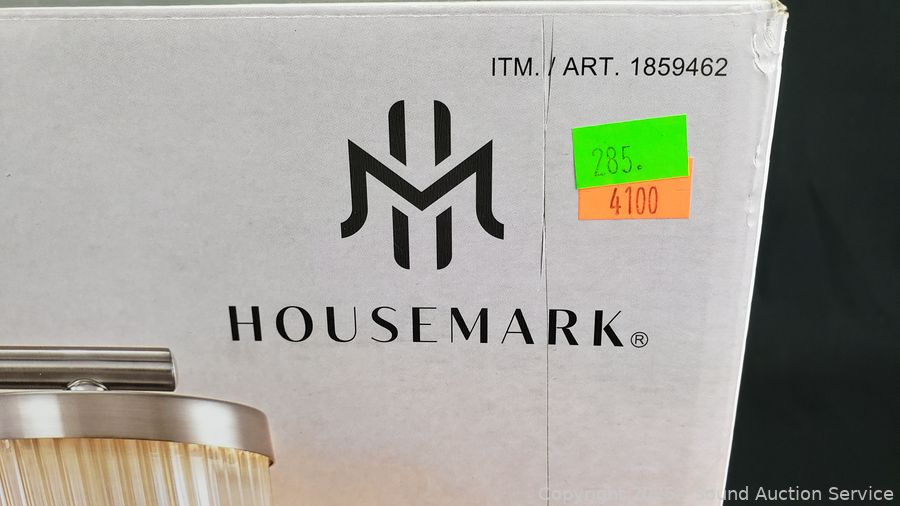 ITM. / ART. 1859462
285.
4100
HOUSEMARK®
Copyright Sound Auction Service